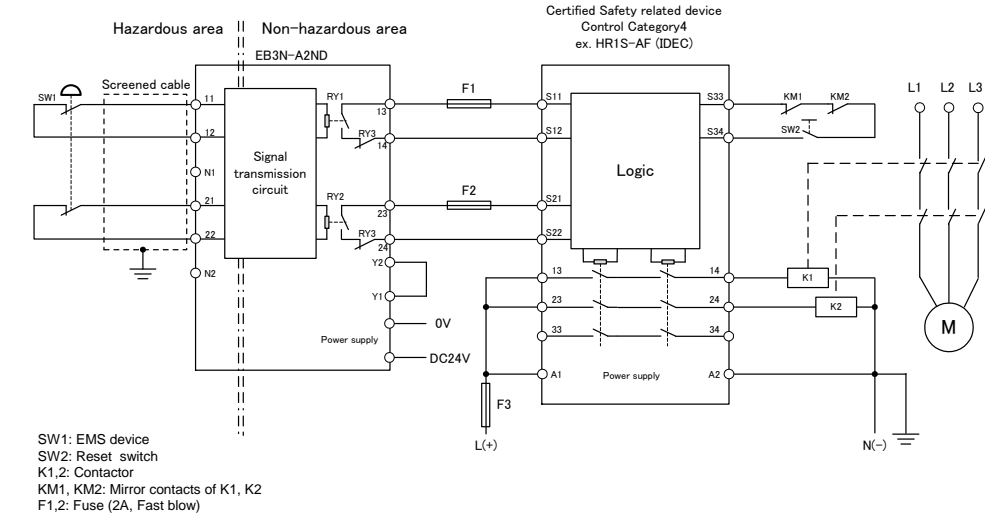 Certified Safety related device
Control Category4
ex. HR1S-AF (IDEC)
Hazardous area
Non-hazardous area
EB3N-A2ND
Screened cable
SW1
11
12
N1
21
22
N2
Signal
transmission
circuit
RY1
13
RY3
14
RY2
23
RY3
24
Y2
Y1
0V
Power supply
DC24V
F1
F2
S11
S12
S21
S22
Logic
S33
S34
KM1
KM2
SW2
13
14
23
24
33
34
A1
Power supply
A2
K1
K2
F3
L(+)
N(-)
L1
L2
L3
M
SW1: EMS device
SW2: Reset switch
K1,2: Contactor
KM1, KM2: Mirror contacts of K1, K2
F1,2: Fuse (2A, Fast blow)